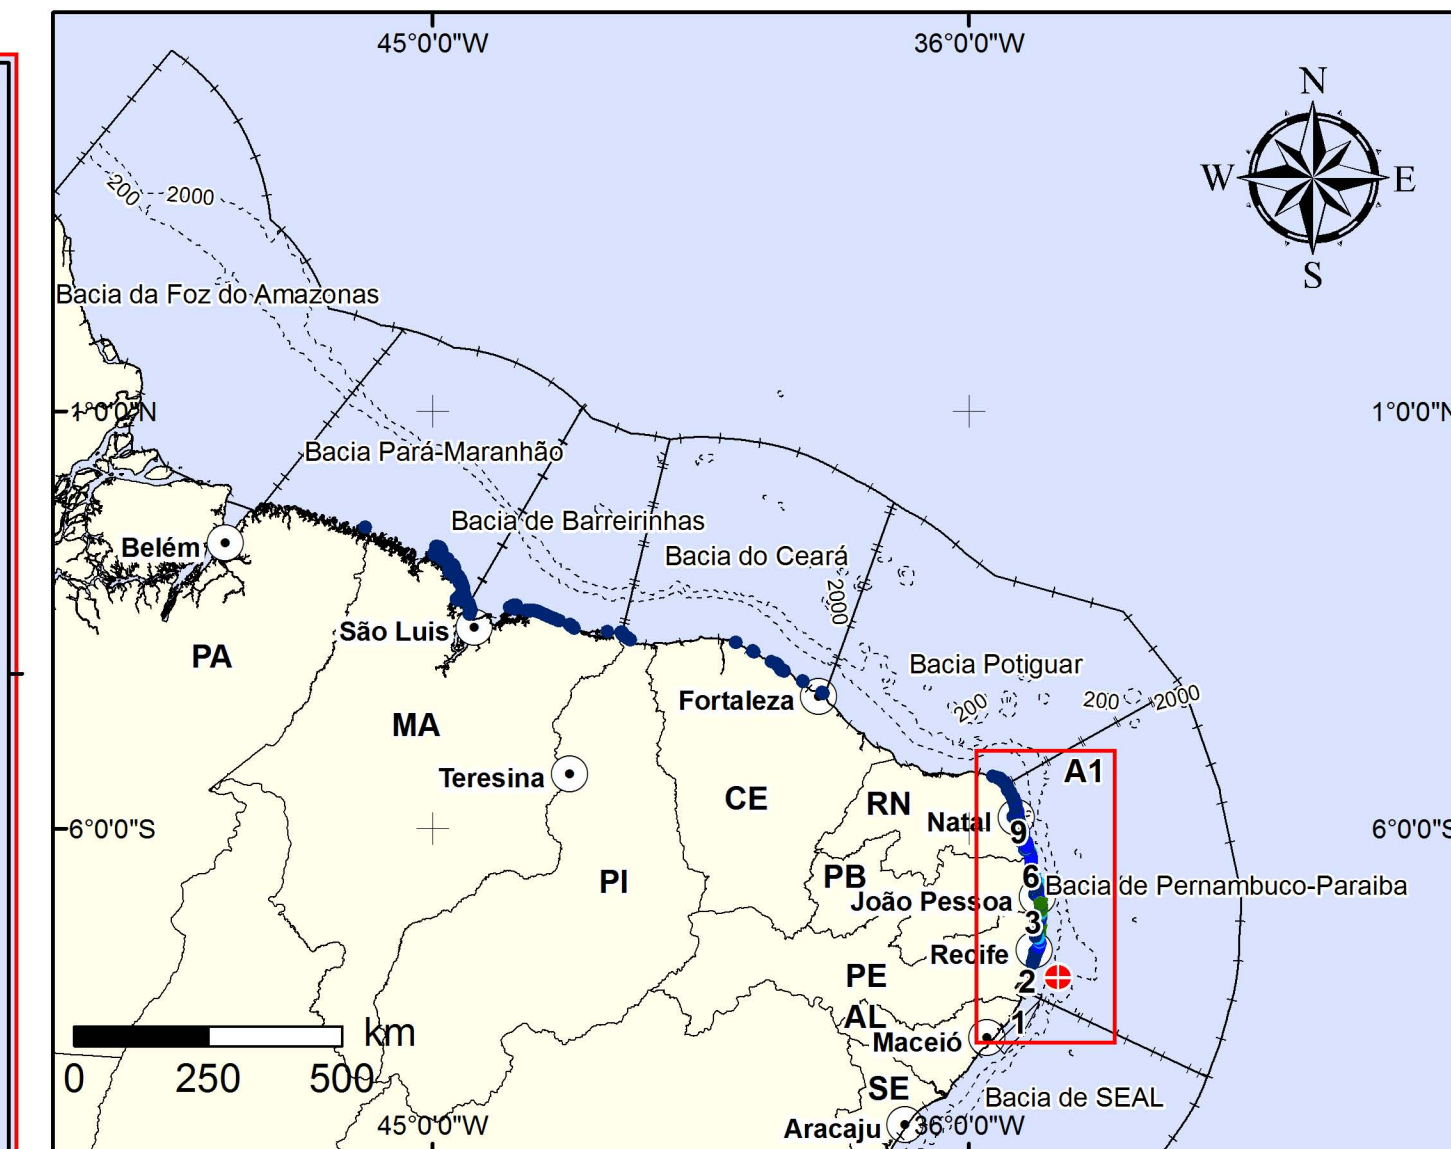 45°0'0"W
36°0'0"W
N
W
E
S
200
2000
Bacia da Foz do Amazonas
1°0'0"N
1°0'0"N
Bacia Pará-Maranhão
Bacia de Barreirinhas
Belém
Bacia do Ceará
2000
São Luis
PA
Bacia Potiguar
Fortaleza
200
200
2000
MA
Teresina
A1
CE
RN
Natal
6°0'0"S
9
6°0'0"S
PI
PB
6
Bacia de Pernambuco-Paraiba
João Pessoa
3
Recife
PE
2
AL
1
km
Maceió
0
250
500
SE
Bacia de SEAL
45°0'0"W
Aracaju
36°0'0"W